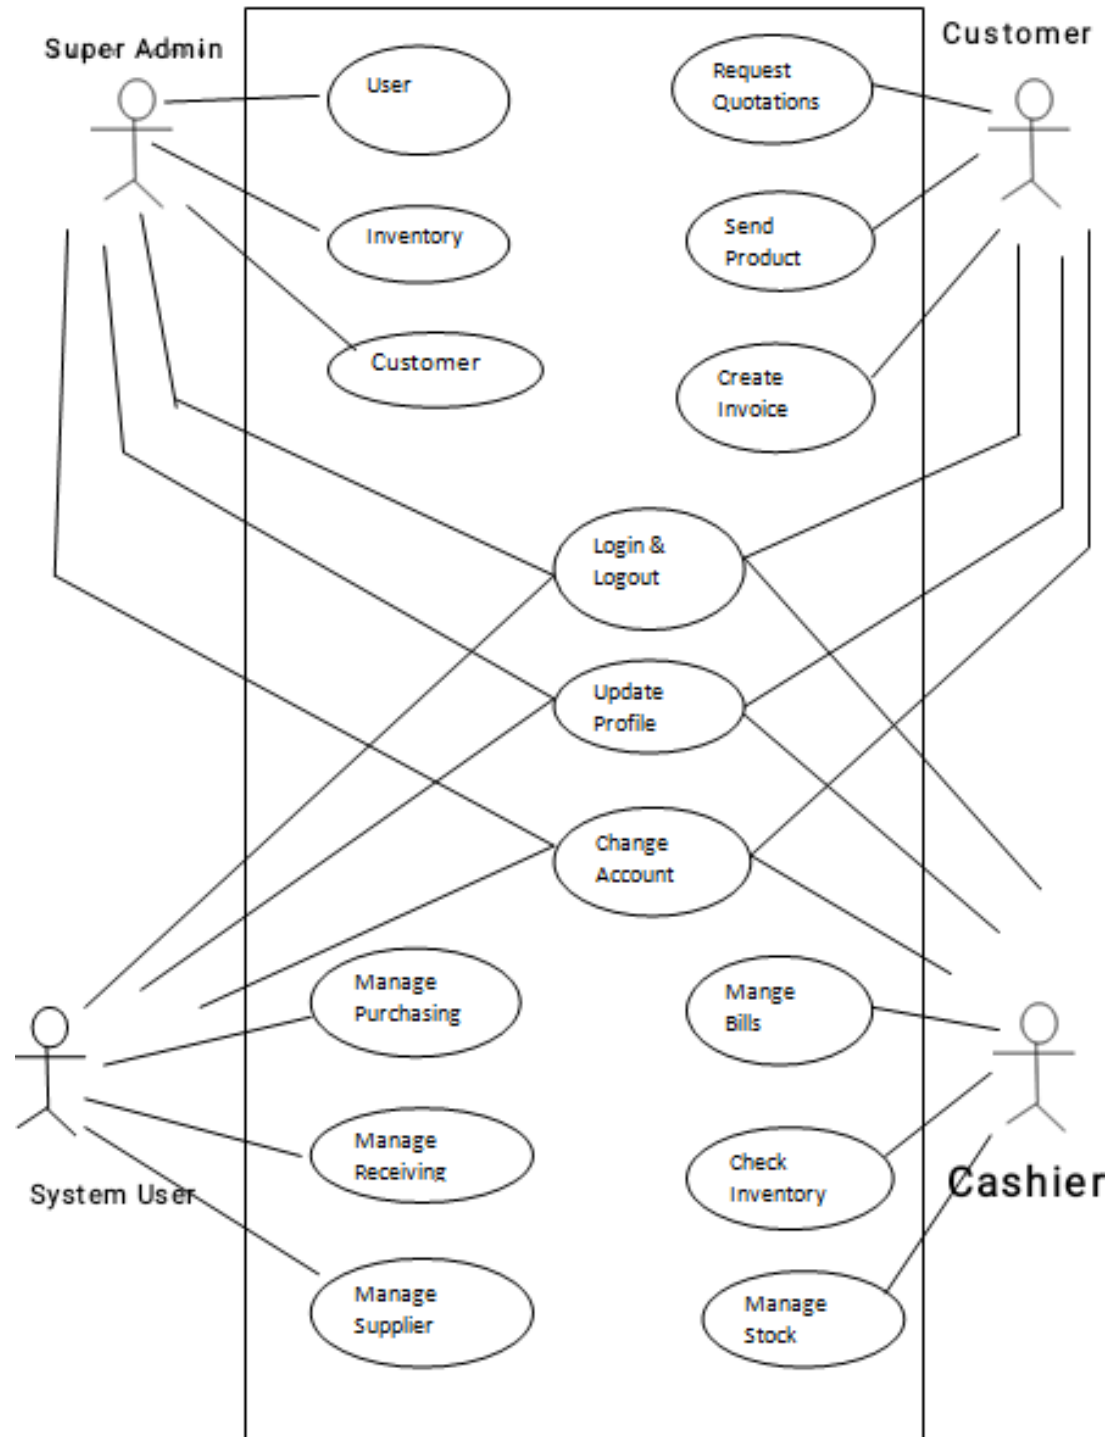 Super Admin
Customer
User
Request
Quotations
Inventory
Send
Product
Customer
Create
Invoice
Login &
Logout
Update
Profile
Change
Account
Manage
Purchasing
Mange
Bills
Manage
Receiving
Check
Inventory
System User
Cashier
Manage
Supplier
Manage
Stock